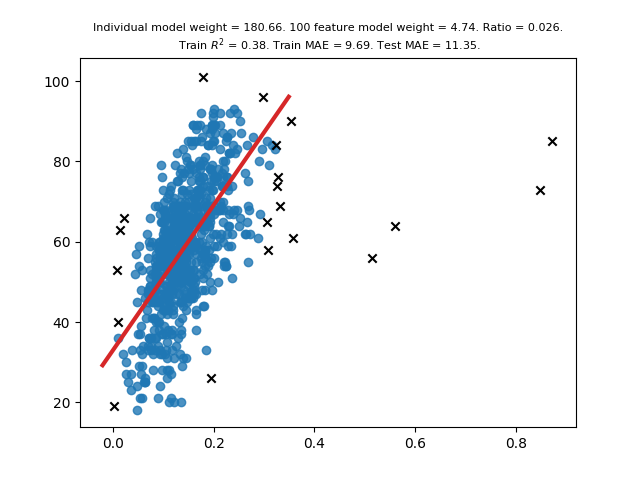 Individual model weight = 180.66. 100 feature model weight = 4.74. Ratio = 0.026.
Train R² = 0.38. Train MAE = 9.69. Test MAE = 11.35.
100
80
60
40
20
0.0 0.2 0.4 0.6 0.8